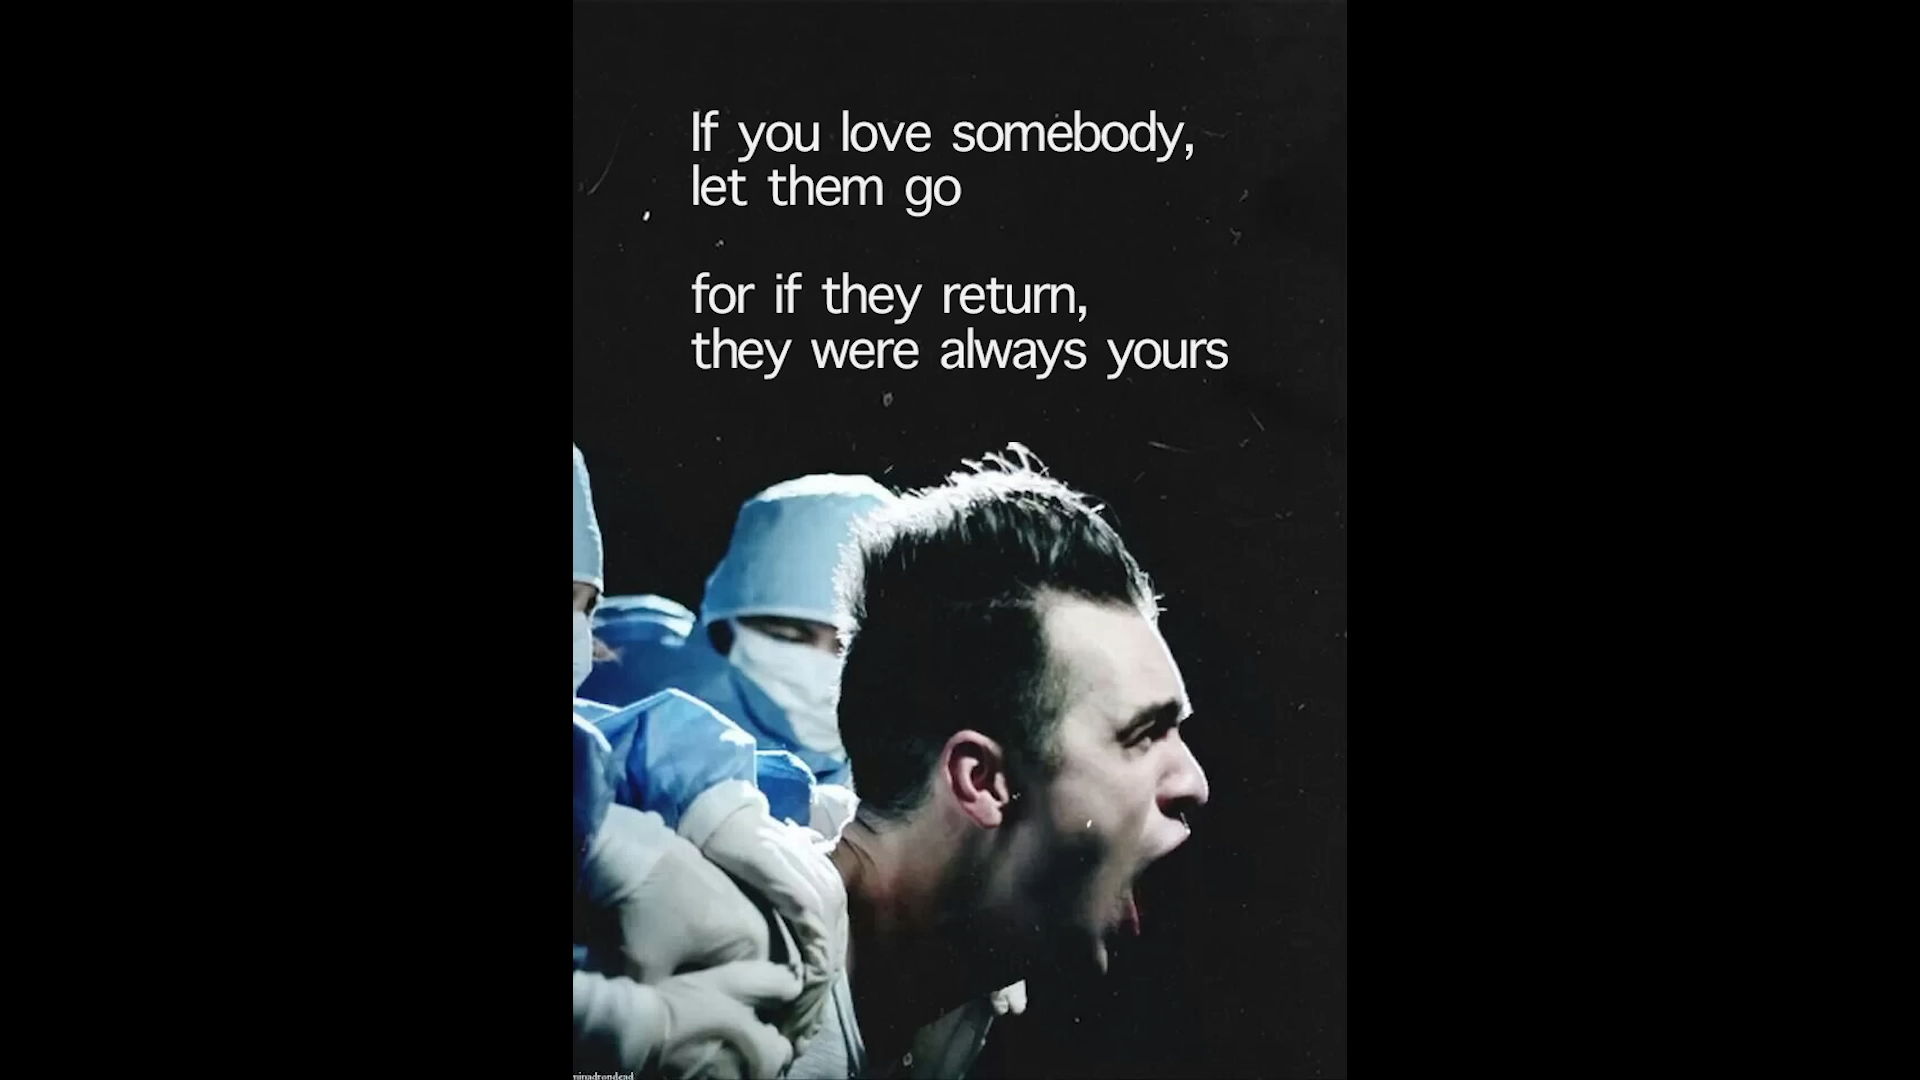 If you love somebody,
let them go
for if they return,
they were always yours